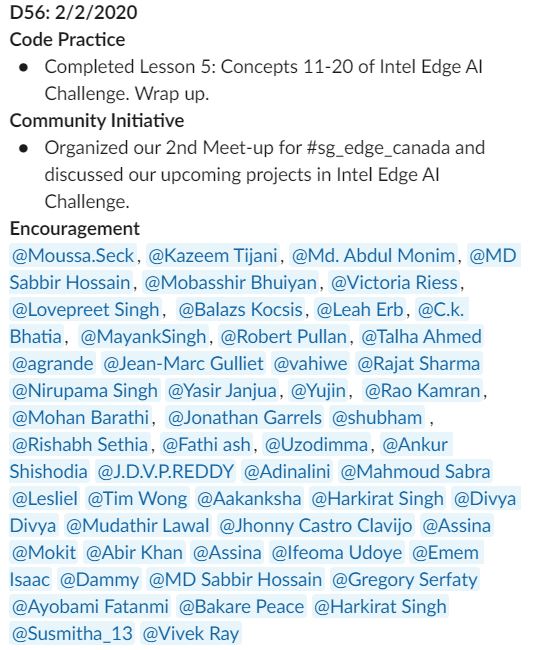 D56: 2/2/2020
Code Practice
● Completed Lesson 5: Concepts 11-20 of Intel Edge AI
Challenge. Wrap up.
Community Initiative
● Organized our 2nd Meet-up for #sg_edge_canada and
discussed our upcoming projects in Intel Edge AI
Challenge.
Encouragement
@Moussa.Seck, @Kazeem Tijani, @Md. Abdul Monim, @MD
Sabbir Hossain, @Mobasshir Bhuiyan, @Victoria Riess,
@Lovepreet Singh, @Balazs Kocsis, @Leah Erb, @C.k.
Bhatia, @MayankSingh, @Robert Pullan, @Talha Ahmed
@agrande @Jean-Marc Gulliet @vahiwe @Rajat Sharma
@Nirupama Singh @Yasir Janjua, @Yujin, @Rao Kamran,
@Mohan Barathi, @Jonathan Garrels @shubham ,
@Rishabh Sethia, @Fathi ash, @Uzodimma, @Ankur
Shishodia @J.D.V.P.REDDY @Adinalini @Mahmoud Sabra
@Lesliel @Tim Wong @Aakanksha @Harkirat Singh @Divya
Divya @Mudathir Lawal @Jhonny Castro Clavijo @Assina
@Mokit @Abir Khan @Assina @Ifeoma Udoye @Emem
Isaac @Dammy @MD Sabbir Hossain @Gregory Serfaty
@Ayobami Fatanmi @Bakare Peace @Harkirat Singh
@Susmitha_13 @Vivek Ray